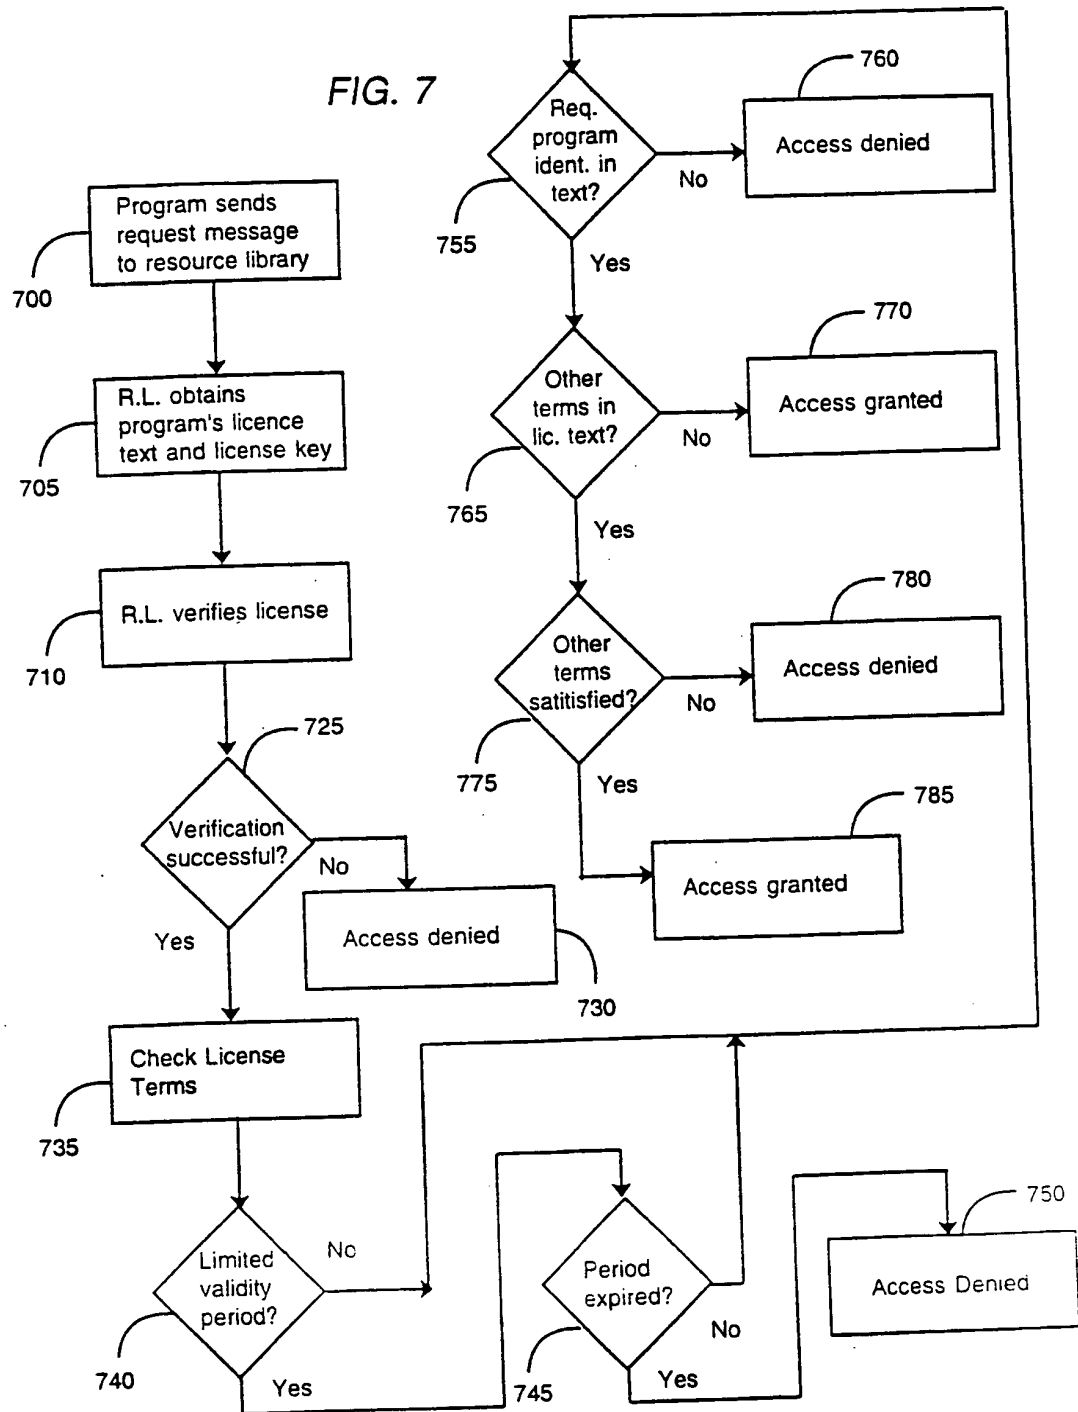 FIG. 7
Program sends
request message
to resource library
700
R.L. obtains
program's licence
text and license key
705
R.L. verifies license
710
725
Verification
successful?
No
Yes
Access denied
730
Check License
Terms
735
Limited
validity
period?
No
740
Yes
Period
expired?
No
745
Yes
750
Access Denied
Req.
program
ident. in
text?
No
755
Yes
760
Access denied
Other
terms in
lic. text?
No
765
Yes
770
Access granted
Other
terms
satitisfied?
No
775
Yes
780
Access denied
785
Access granted